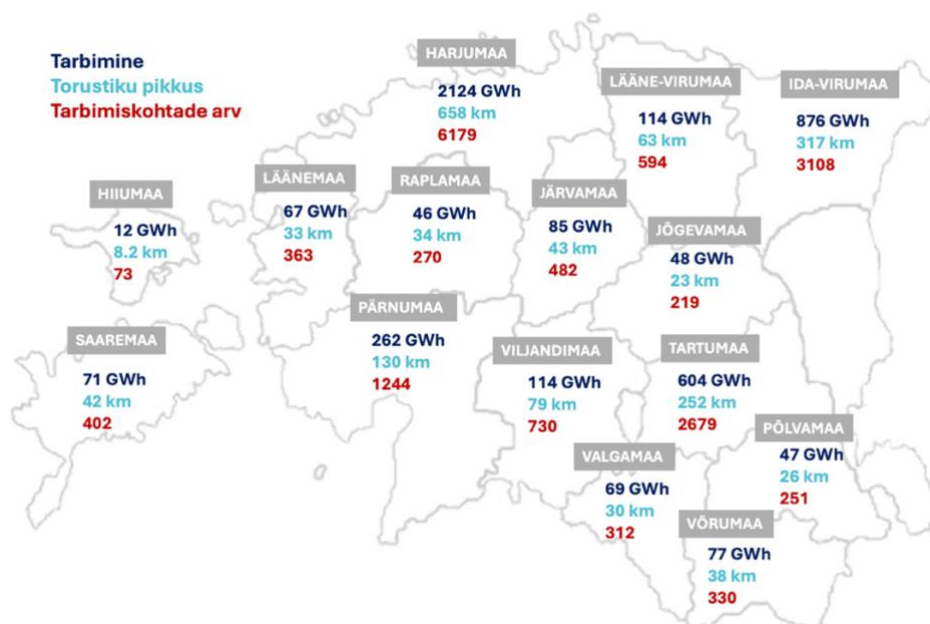 Tarbimine
Torustiku pikkus
Tarbimiskohtade arv
HARJUMAA
2124 GWh
658 km
6179
LÄÄNE-VIRUMAA
114 GWh
63 km
594
IDA-VIRUMAA
876 GWh
317 km
3108
HIIUMAA
12 GWh
8.2 km
73
LÄÄNEMAA
67 GWh
33 km
363
RAPLAMAA
46 GWh
34 km
270
JÄRVAMAA
85 GWh
43 km
482
JÕGEVAMAA
48 GWh
23 km
219
SAAREMAA
71 GWh
42 km
402
PÄRNUMAA
262 GWh
130 km
1244
VILJANDIMAA
114 GWh
79 km
730
TARTUMAA
604 GWh
252 km
2679
PÕLVAMAA
47 GWh
26 km
251
VALGAMAA
69 GWh
30 km
312
VÕRUMAA
77 GWh
38 km
330